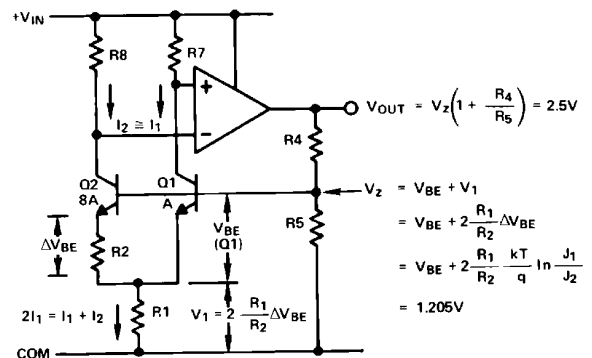 +VIN
R8
R7
I2 ≅ I1
+
−
VOUT = VZ(1 + R4/R5) = 2.5V
R4
Q2
8A
Q1
A
VZ = VBE + V1
= VBE + 2 R1/R2 ΔVBE
= VBE + 2 R1/R2 kT/q ln J1/J2
= 1.205V
ΔVBE
R2
VBE
(Q1)
R5
2I1 = I1 + I2
R1
V1 = 2 R1/R2 ΔVBE
COM